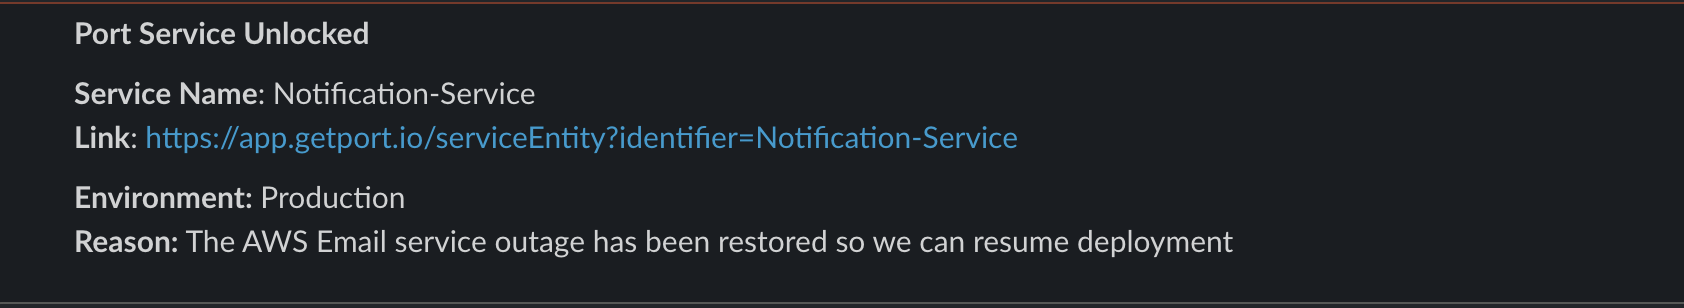 Port Service Unlocked
Service Name: Notification-Service
Link: https://app.getport.io/serviceEntity?identifier=Notification-Service
Environment: Production
Reason: The AWS Email service outage has been restored so we can resume deployment